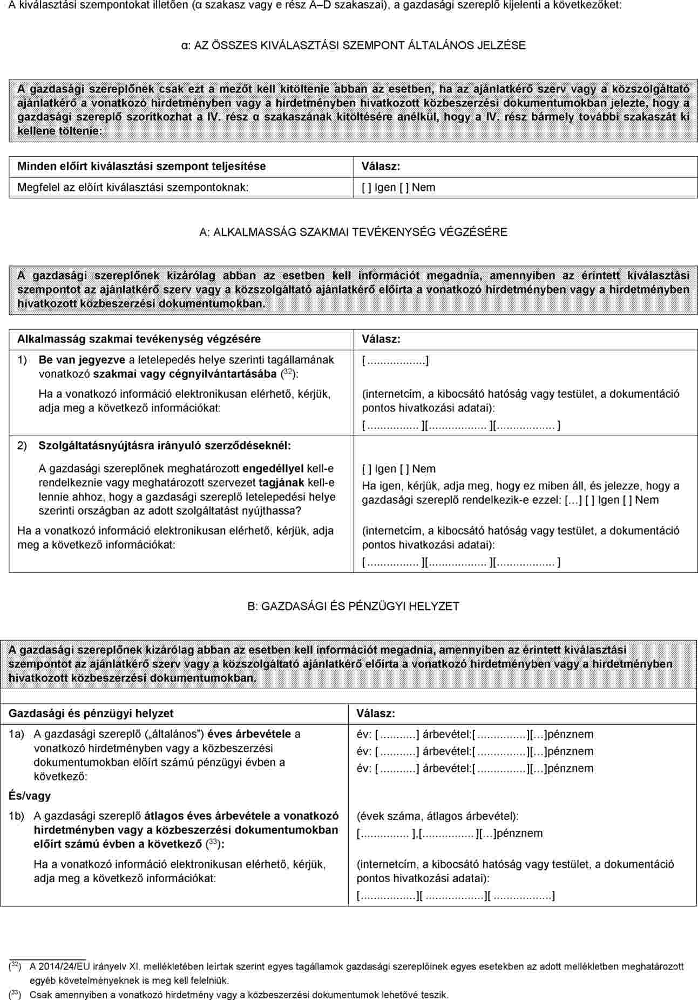 A kiválasztási szempontokat illetően (α szakasz vagy e rész A–D szakaszai), a gazdasági szereplő kijelenti a következőket:
α: AZ ÖSSZES KIVÁLASZTÁSI SZEMPONT ÁLTALÁNOS JELZÉSE
A gazdasági szereplőnek csak ezt a mezőt kell kitöltenie abban az esetben, ha az ajánlatkérő szerv vagy a közszolgáltató
ajánlatkérő a vonatkozó hirdetményben vagy a hirdetményben hivatkozott közbeszerzési dokumentumokban jelezte, hogy a
gazdasági szereplő szorítkozhat a IV. rész α szakaszának kitöltésére anélkül, hogy a IV. rész bármely további szakaszát ki
kellene töltenie:
Minden előírt kiválasztási szempont teljesítése
Válasz:
Megfelel az előírt kiválasztási szempontoknak:
[ ] Igen [ ] Nem
A: ALKALMASSÁG SZAKMAI TEVÉKENYSÉG VÉGZÉSÉRE
A gazdasági szereplőnek kizárólag abban az esetben kell információt megadnia, amennyiben az érintett kiválasztási
szempontot az ajánlatkérő szerv vagy a közszolgáltató ajánlatkérő előírta a vonatkozó hirdetményben vagy a hirdetményben
hivatkozott közbeszerzési dokumentumokban.
Alkalmasság szakmai tevékenység végzésére
Válasz:
1) Be van jegyezve a letelepedés helye szerinti tagállamának
vonatkozó szakmai vagy cégnyilvántartásába (32):
[ ..................]
Ha a vonatkozó információ elektronikusan elérhető, kérjük,
adja meg a következő információkat:
(internetcím, a kibocsátó hatóság vagy testület, a dokumentáció
pontos hivatkozási adatai):
[ ................ ][.................. ][.................. ]
2) Szolgáltatásnyújtásra irányuló szerződéseknél:
A gazdasági szereplőnek meghatározott engedéllyel kell-e
rendelkeznie vagy meghatározott szervezet tagjának kell-e
lennie ahhoz, hogy a gazdasági szereplő letelepedési helye
szerinti országban az adott szolgáltatást nyújthassa?
[ ] Igen [ ] Nem
Ha igen, kérjük, adja meg, hogy ez miben áll, és jelezze, hogy a
gazdasági szereplő rendelkezik-e ezzel: [...] [ ] Igen [ ] Nem
Ha a vonatkozó információ elektronikusan elérhető, kérjük, adja
meg a következő információkat:
(internetcím, a kibocsátó hatóság vagy testület, a dokumentáció
pontos hivatkozási adatai):
[ ................ ][.................. ][.................. ]
B: GAZDASÁGI ÉS PÉNZÜGYI HELYZET
A gazdasági szereplőnek kizárólag abban az esetben kell információt megadnia, amennyiben az érintett kiválasztási
szempontot az ajánlatkérő szerv vagy a közszolgáltató ajánlatkérő előírta a vonatkozó hirdetményben vagy a hirdetményben
hivatkozott közbeszerzési dokumentumokban.
Gazdasági és pénzügyi helyzet
Válasz:
1a) A gazdasági szereplő („általános”) éves árbevétele a
vonatkozó hirdetményben vagy a közbeszerzési
dokumentumokban előírt számú pénzügyi évben a
következő:
év: [ ...........] árbevétel:[ ...............][...]pénznem
év: [ ...........] árbevétel:[ ...............][...]pénznem
év: [ ...........] árbevétel:[ ...............][...]pénznem
És/vagy
1b) A gazdasági szereplő átlagos éves árbevétele a vonatkozó
hirdetményben vagy a közbeszerzési dokumentumokban
előírt számú évben a következő (33):
(évek száma, átlagos árbevétel):
[............... ],[................ ][...]pénznem
Ha a vonatkozó információ elektronikusan elérhető, kérjük,
adja meg a következő információkat:
(internetcím, a kibocsátó hatóság vagy testület, a dokumentáció
pontos hivatkozási adatai):
[.................][ ..................][ ..................]
(32) A 2014/24/EU irányelv XI. mellékletében leírtak szerint egyes tagállamok gazdasági szereplőinek egyes esetekben az adott mellékletben meghatározott
egyéb követelményeknek is meg kell felelniük.
(33) Csak amennyiben a vonatkozó hirdetmény vagy a közbeszerzési dokumentumok lehetővé teszik.